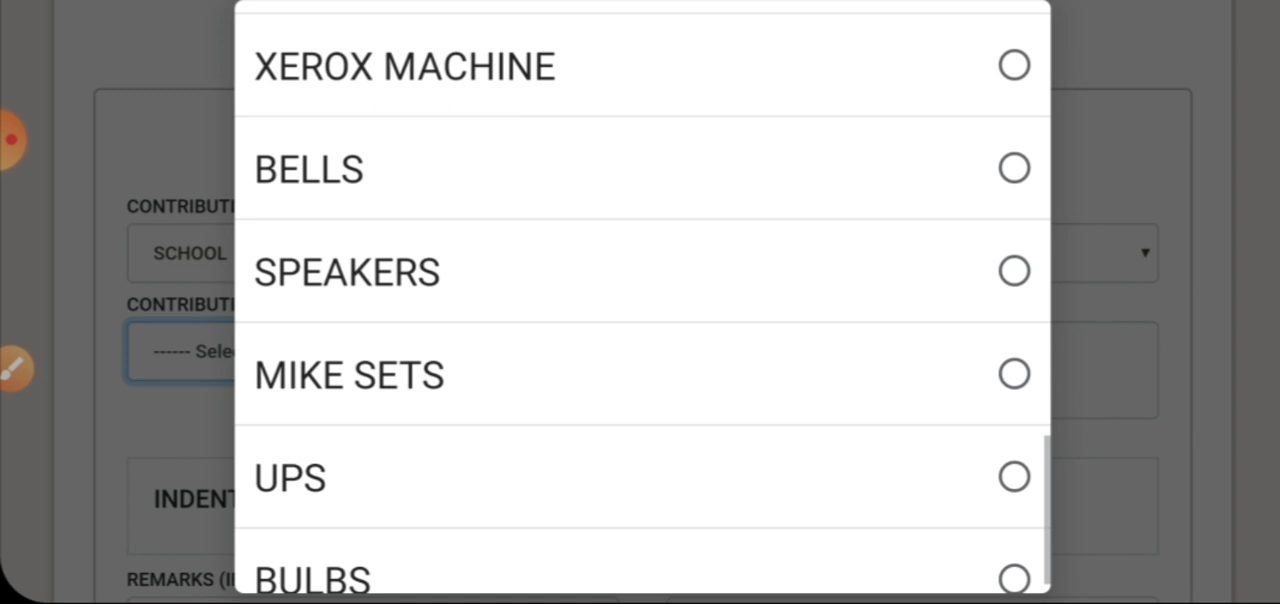 XEROX MACHINE
BELLS
CONTRIBUTI
SPEAKERS
SCHOOL
CONTRIBUTI
------ Sele
MIKE SETS
UPS
INDENT
BULBS
REMARKS (I